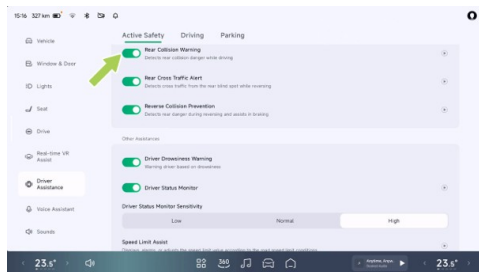 15:16 327 km
Active Safety Driving Parking
Vehicle
Window & Door
Lights
Seat
Drive
Real-time VR
Assist
Driver
Assistance
Voice Assistant
Sounds
Rear Collision Warning
Detects rear collision danger while driving
Rear Cross Traffic Alert
Detects cross traffic from the rear blind spot while reversing
Reverse Collision Prevention
Detects rear danger during reversing and assists in braking
Other Assistances
Driver Drowsiness Warning
Warning driver based on drowsiness
Driver Status Monitor
Driver Status Monitor Sensitivity
Low Normal High
Speed Limit Assist
23.5° 360 23.5°